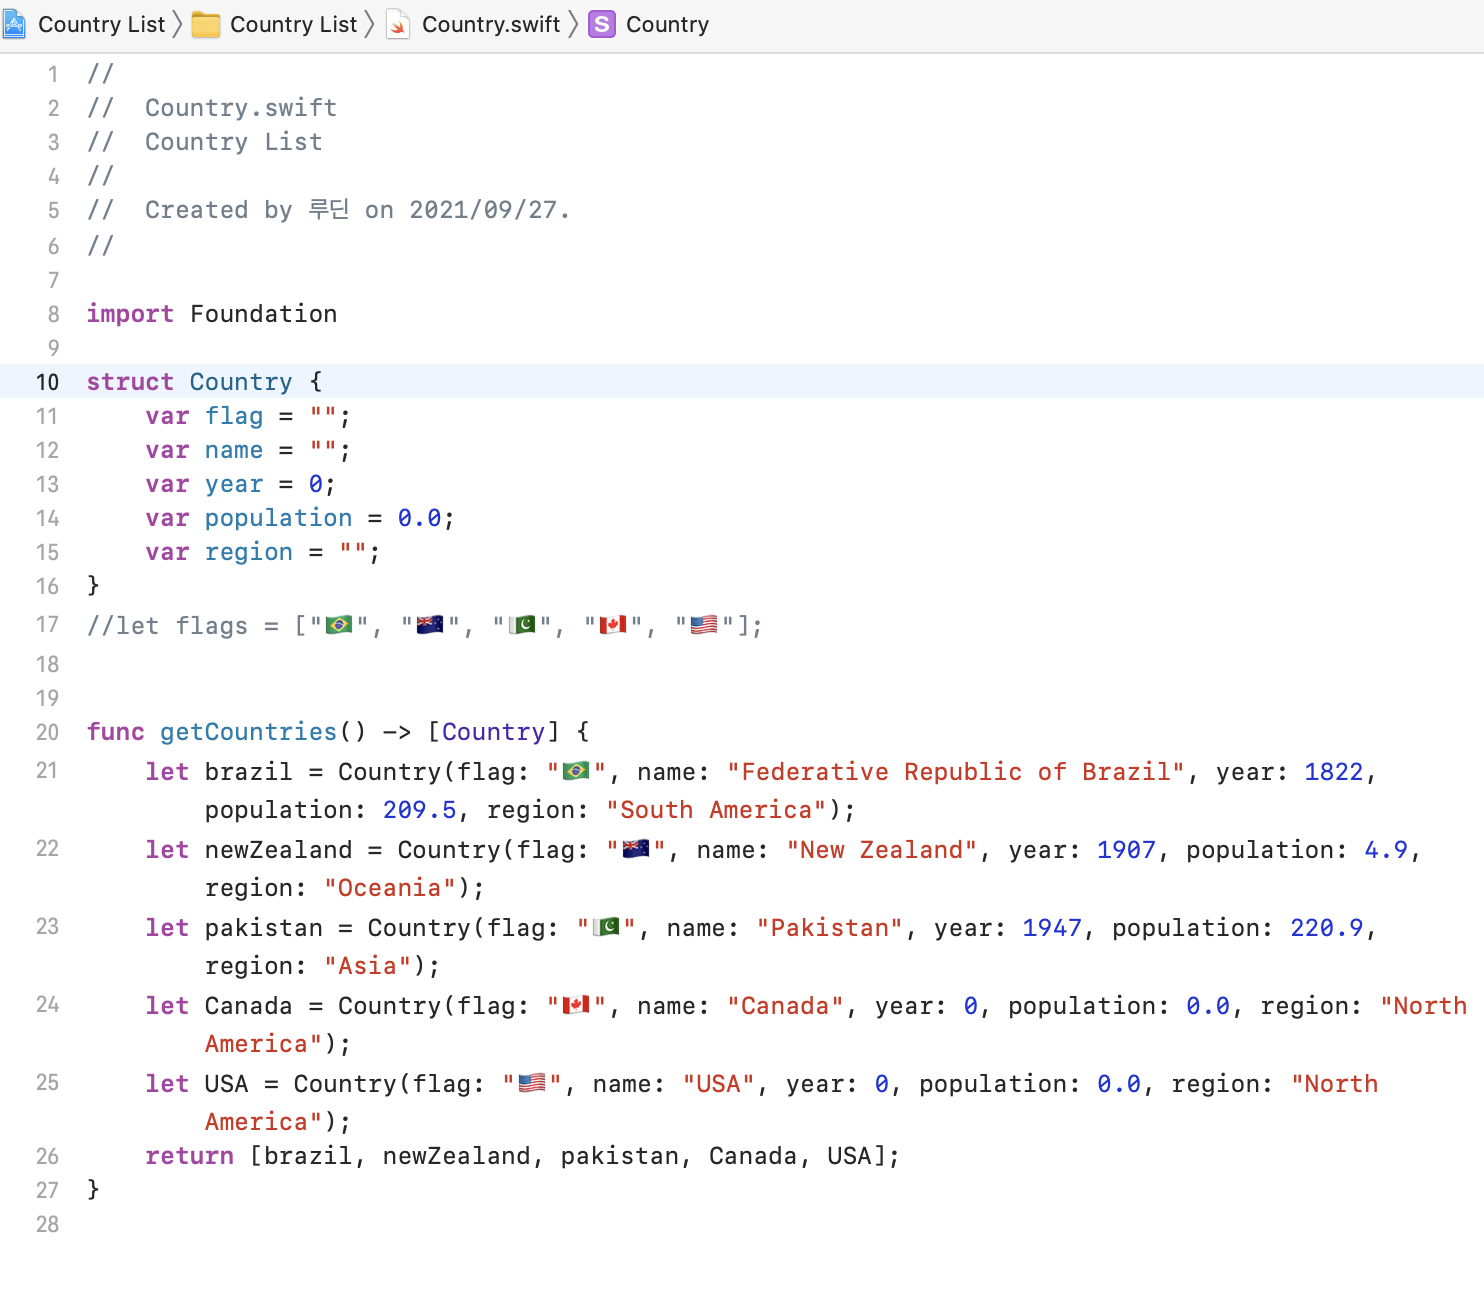 Country List 〉 Country List 〉 Country.swift 〉 S Country
1 //
2 //  Country.swift
3 //  Country List
4 //
5 //  Created by 루딘 on 2021/09/27.
6 //
7
8 import Foundation
9
10 struct Country {
11     var flag = "";
12     var name = "";
13     var year = 0;
14     var population = 0.0;
15     var region = "";
16 }
17 //let flags = ["🇧🇷", "🇳🇿", "🇵🇰", "🇨🇦", "🇺🇸"];
18
19
20 func getCountries() -> [Country] {
21     let brazil = Country(flag: "🇧🇷", name: "Federative Republic of Brazil", year: 1822,
        population: 209.5, region: "South America");
22     let newZealand = Country(flag: "🇳🇿", name: "New Zealand", year: 1907, population: 4.9,
        region: "Oceania");
23     let pakistan = Country(flag: "🇵🇰", name: "Pakistan", year: 1947, population: 220.9,
        region: "Asia");
24     let Canada = Country(flag: "🇨🇦", name: "Canada", year: 0, population: 0.0, region: "North
        America");
25     let USA = Country(flag: "🇺🇸", name: "USA", year: 0, population: 0.0, region: "North
        America");
26     return [brazil, newZealand, pakistan, Canada, USA];
27 }
28